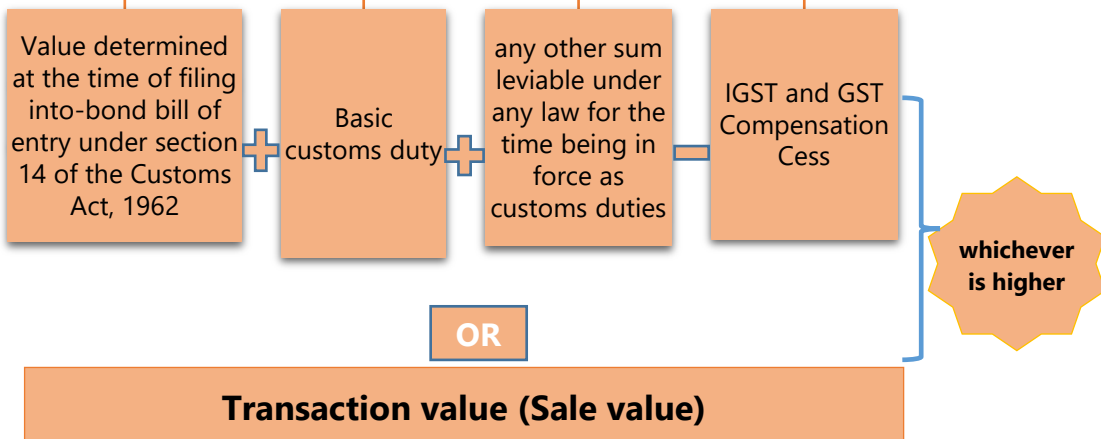 Value determined
at the time of filing
into-bond bill of
entry under section
14 of the Customs
Act, 1962
Basic
customs duty
any other sum
leviable under
any law for the
time being in
force as
customs duties
IGST and GST
Compensation
Cess
whichever
is higher
OR
Transaction value (Sale value)